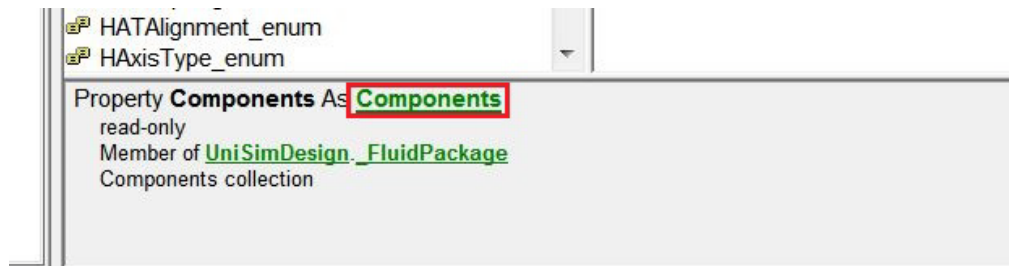 HATAlignment_enum
HAxisType_enum
Property Components As Components
read-only
Member of UniSimDesign._FluidPackage
Components collection